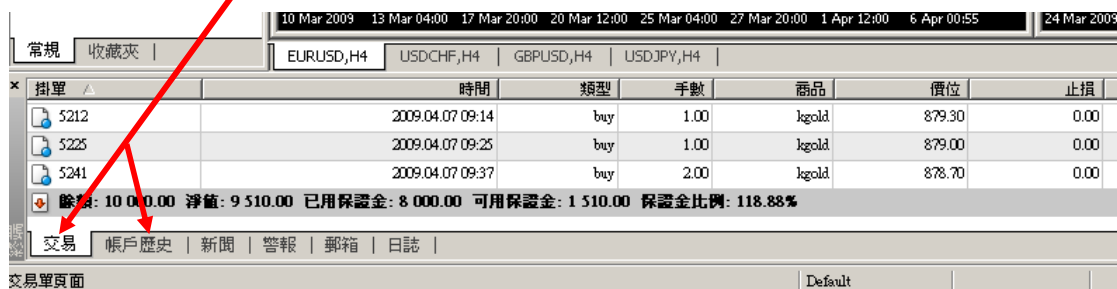 10 Mar 2009 13 Mar 04:00 17 Mar 20:00 20 Mar 12:00 25 Mar 04:00 27 Mar 20:00 1 Apr 12:00 6 Apr 00:55 24 Mar 2009
常規 | 收藏夾 |
EURUSD,H4 | USDCHF,H4 | GBPUSD,H4 | USDJPY,H4 |
掛單 時間 類型 手數 商品 價位 止損
5212 2009.04.07 09:14 buy 1.00 kgold 879.30 0.00
5225 2009.04.07 09:25 buy 1.00 kgold 879.00 0.00
5241 2009.04.07 09:37 buy 2.00 kgold 878.70 0.00
餘額: 10 000.00 淨值: 9 510.00 已用保證金: 8 000.00 可用保證金: 1 510.00 保證金比例: 118.88%
交易 | 帳戶歷史 | 新聞 | 警報 | 郵箱 | 日誌 |
交易單頁面 Default